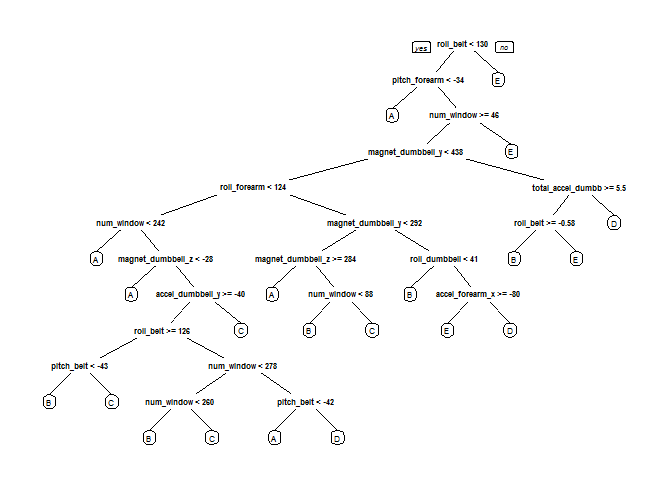 yes roll_belt < 130 no
pitch_forearm < -34 E
A num_window >= 46
magnet_dumbbell_y < 438 E
roll_forearm < 124 total_accel_dumbb >= 5.5
num_window < 242 magnet_dumbbell_y < 292 roll_belt >= -0.58 D
A magnet_dumbbell_z < -28 magnet_dumbbell_z >= 284 roll_dumbbell < 41 B E
A accel_dumbbell_y >= -40 A num_window < 88 B accel_forearm_x >= -80
roll_belt >= 126 C B C E D
pitch_belt < -43 num_window < 278
B C num_window < 260 pitch_belt < -42
B C A D